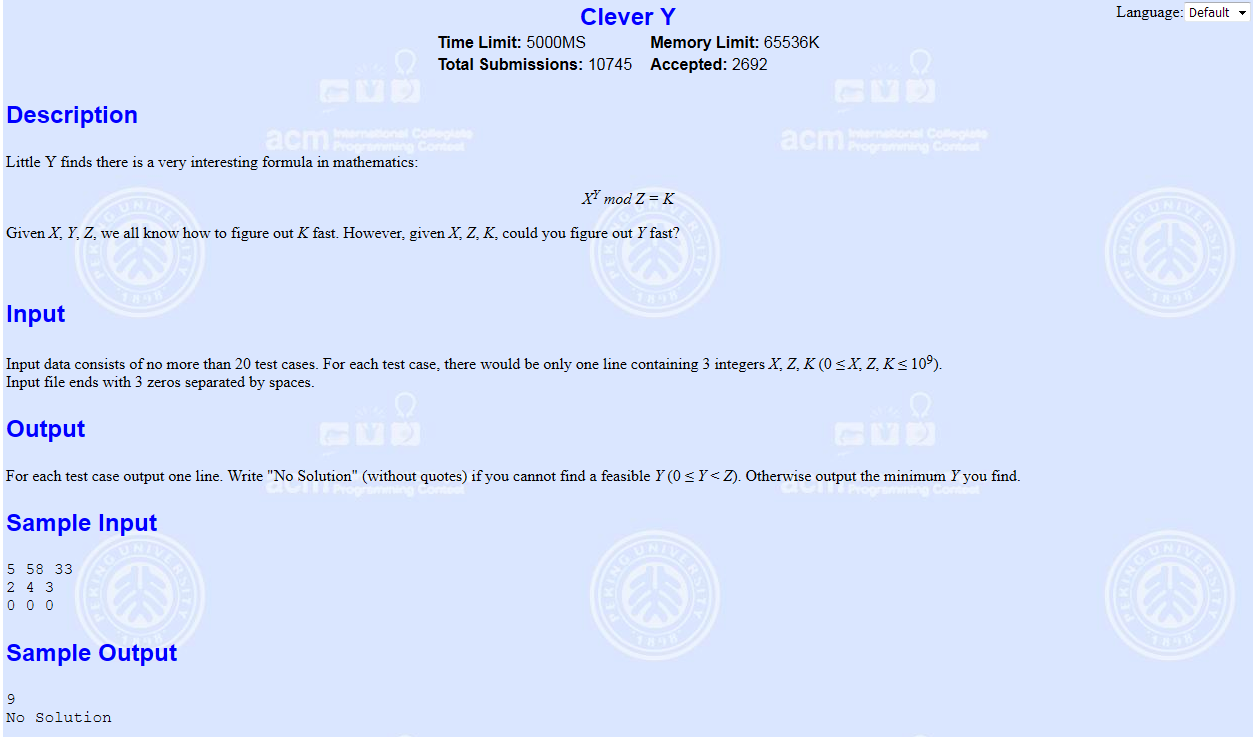 Clever Y
Language: Default
Time Limit: 5000MS Memory Limit: 65536K
Total Submissions: 10745 Accepted: 2692
Description
Little Y finds there is a very interesting formula in mathematics:
X^Y mod Z = K
Given X, Y, Z, we all know how to figure out K fast. However, given X, Z, K, could you figure out Y fast?
Input
Input data consists of no more than 20 test cases. For each test case, there would be only one line containing 3 integers X, Z, K (0 ≤ X, Z, K ≤ 10^9).
Input file ends with 3 zeros separated by spaces.
Output
For each test case output one line. Write "No Solution" (without quotes) if you cannot find a feasible Y (0 ≤ Y < Z). Otherwise output the minimum Y you find.
Sample Input
5 58 33
2 4 3
0 0 0
Sample Output
9
No Solution